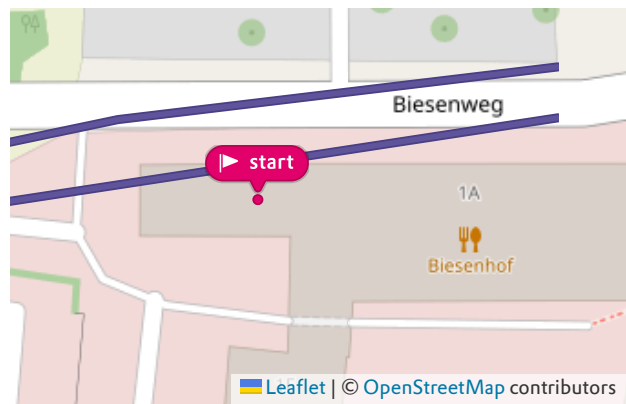 Biesenweg
start
1A
Biesenhof
Leaflet | © OpenStreetMap contributors